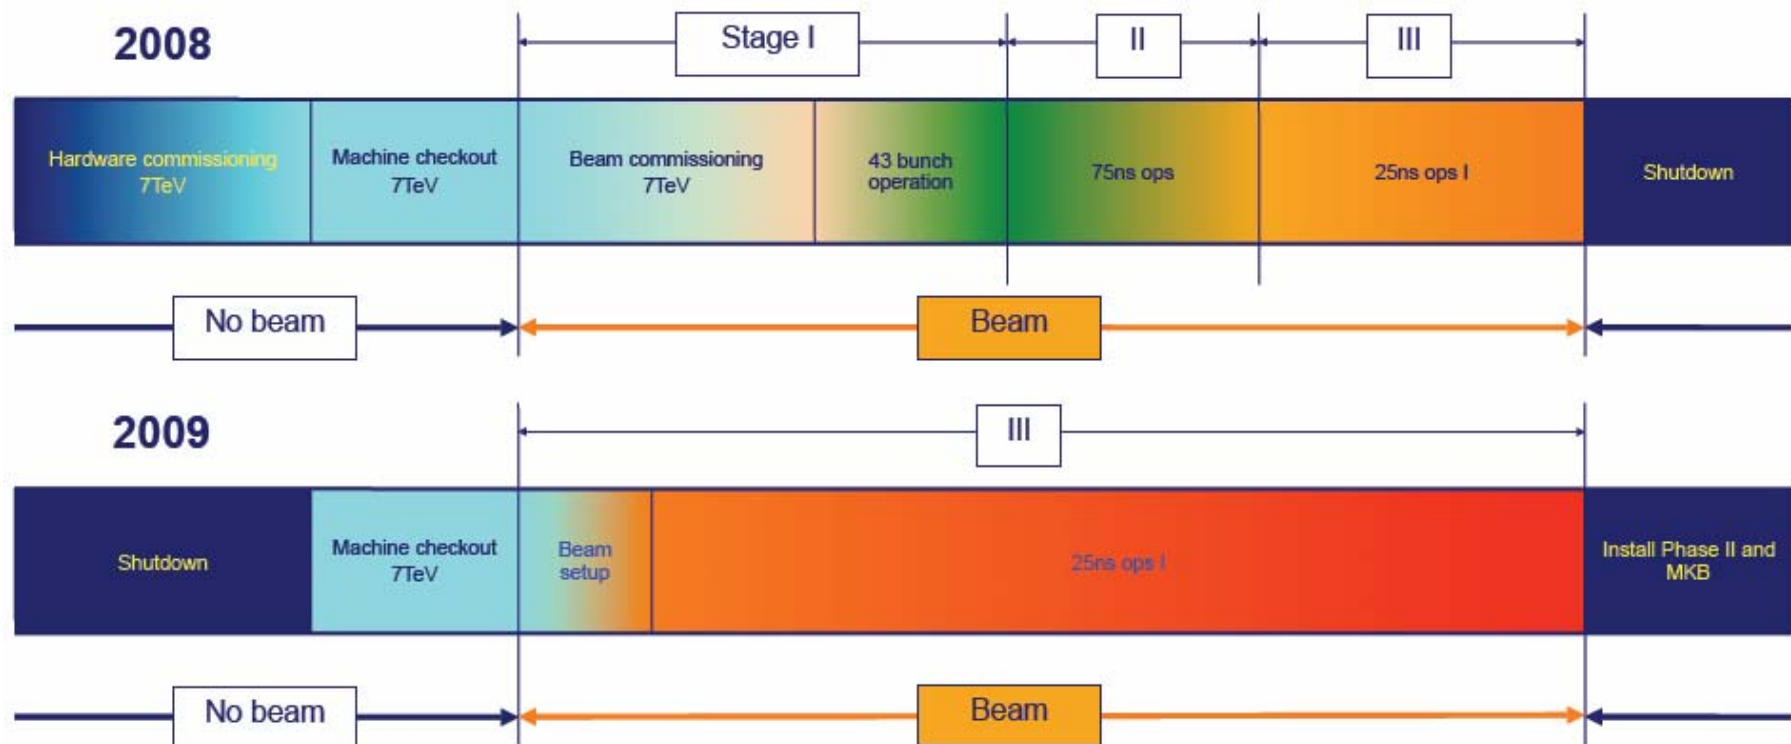 2008
Stage I
II
III
Hardware commissioning
7TeV
Machine checkout
7TeV
Beam commissioning
7TeV
43 bunch
operation
75ns ops
25ns ops I
Shutdown
No beam
Beam
2009
III
Shutdown
Machine checkout
7TeV
Beam
setup
25ns ops I
Install Phase II and
MKB
No beam
Beam